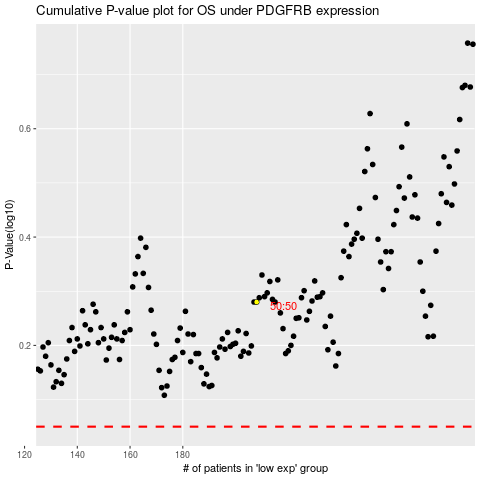 Cumulative P-value plot for OS under PDGFRB expression
P-Value(log10)
0.6
0.4
0.2
50:50
120 140 160 180
# of patients in 'low exp' group